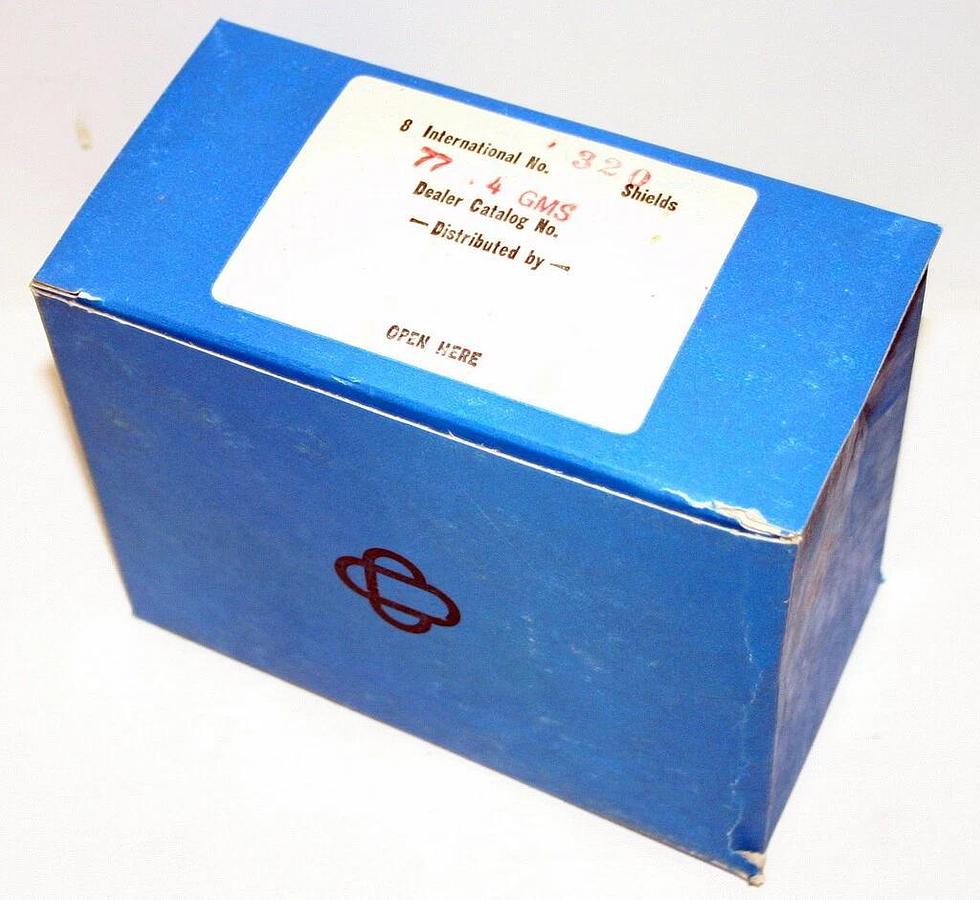 8 International No. 320 Shields
77 . 4 GMS
Dealer Catalog No.
— Distributed by —
OPEN HERE